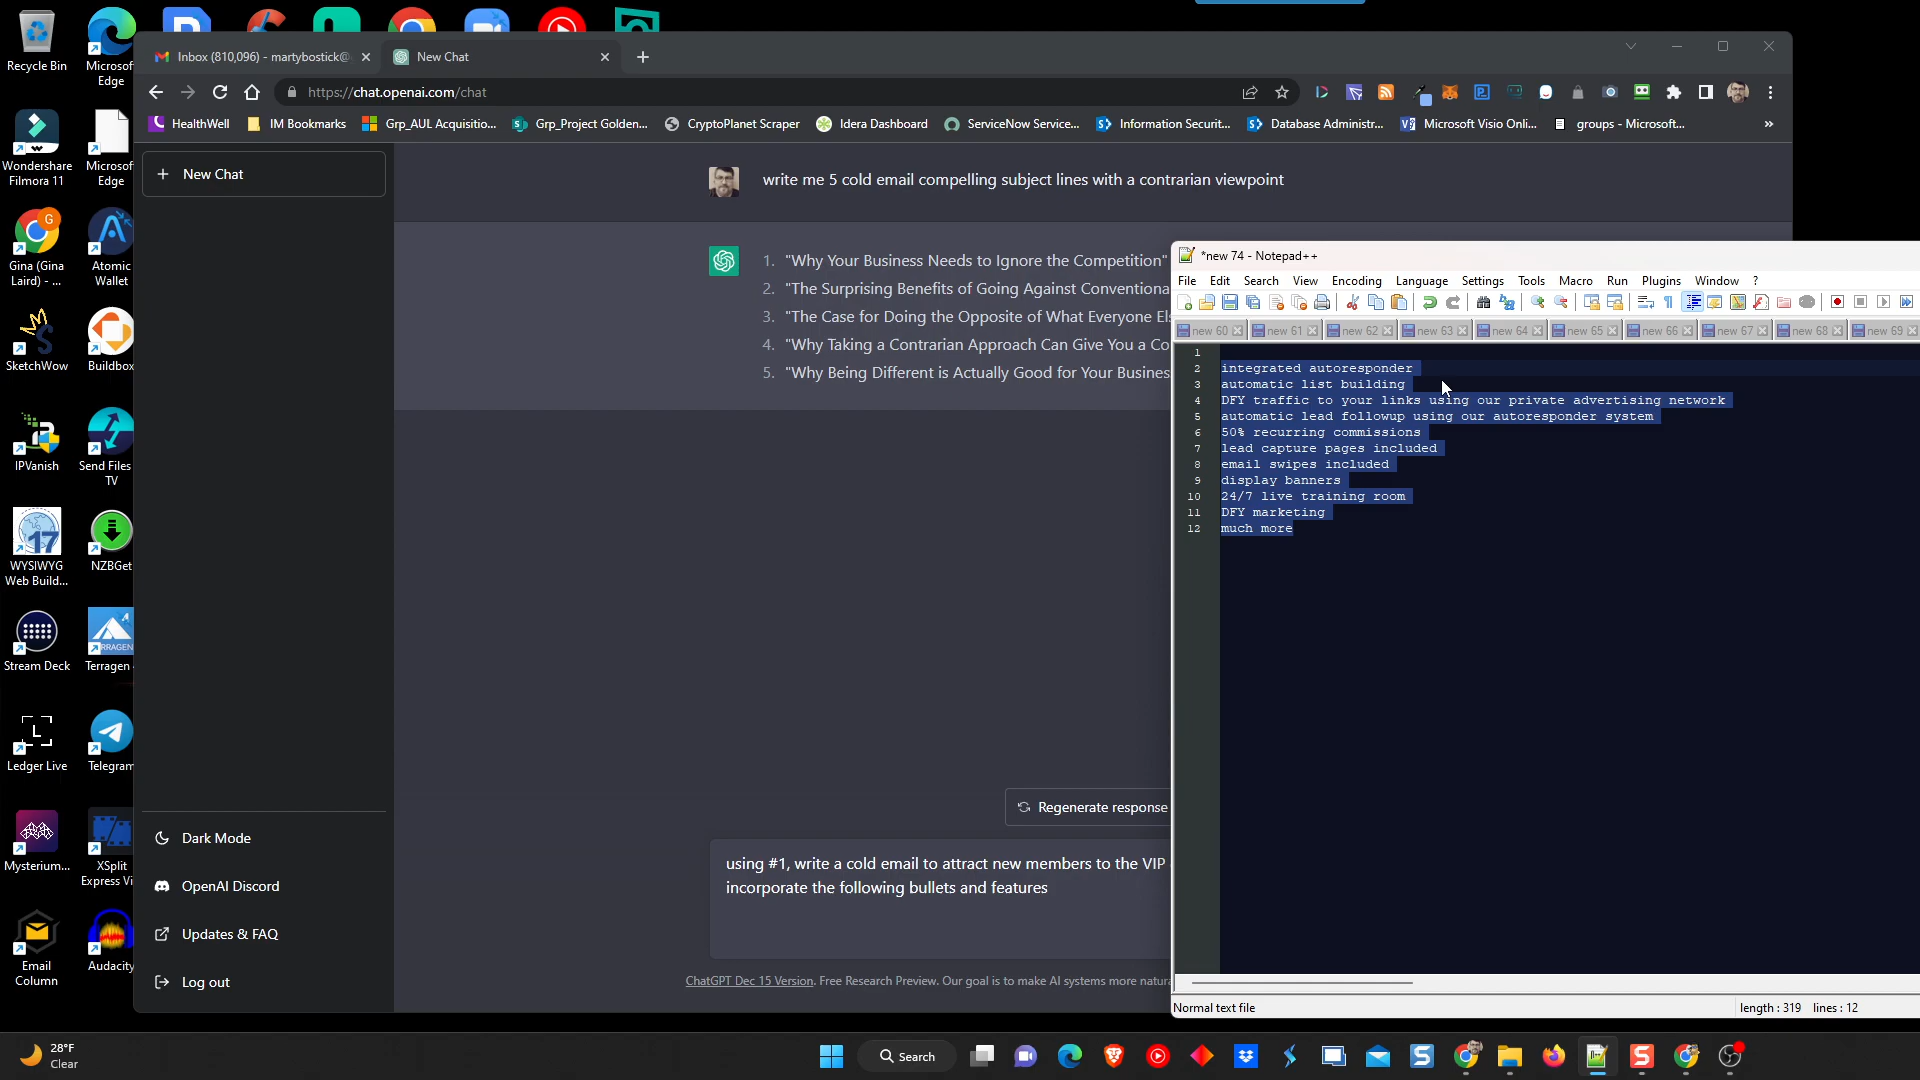 Recycle Bin
Microsof
Edge
Wondershare
Filmora 11
Microsof
Edge
Gina (Gina
Laird) - ...
Atomic
Wallet
SketchWow
Buildbox
IPVanish
Send Files
TV
WYSIWYG
Web Build...
NZBGet
Stream Deck
Terragen
Ledger Live
Telegram
Mysterium...
XSplit
Express Vi
Email
Column
Audacity
Inbox (810,096) - martybostick@
New Chat
https://chat.openai.com/chat
HealthWell
IM Bookmarks
Grp_AUL Acquisitio...
Grp_Project Golden...
CryptoPlanet Scraper
Idera Dashboard
ServiceNow Service...
Information Securit...
Database Administr...
Microsoft Visio Onli...
groups - Microsoft...
»
New Chat
write me 5 cold email compelling subject lines with a contrarian viewpoint
1. "Why Your Business Needs to Ignore the Competition"
2. "The Surprising Benefits of Going Against Conventiona
3. "The Case for Doing the Opposite of What Everyone Els
4. "Why Taking a Contrarian Approach Can Give You a Co
5. "Why Being Different is Actually Good for Your Busines
Regenerate response
using #1, write a cold email to attract new members to the VIP
incorporate the following bullets and features
ChatGPT Dec 15 Version. Free Research Preview. Our goal is to make AI systems more natura
Dark Mode
OpenAI Discord
Updates & FAQ
Log out
*new 74 - Notepad++
File Edit Search View Encoding Language Settings Tools Macro Run Plugins Window ?
new 60 new 61 new 62 new 63 new 64 new 65 new 66 new 67 new 68 new 69
1
2 integrated autoresponder
3 automatic list building
4 DFY traffic to your links using our private advertising network
5 automatic lead followup using our autoresponder system
6 50% recurring commissions
7 lead capture pages included
8 email swipes included
9 display banners
10 24/7 live training room
11 DFY marketing
12 much more
Normal text file
length : 319 lines : 12
28°F
Clear
Search